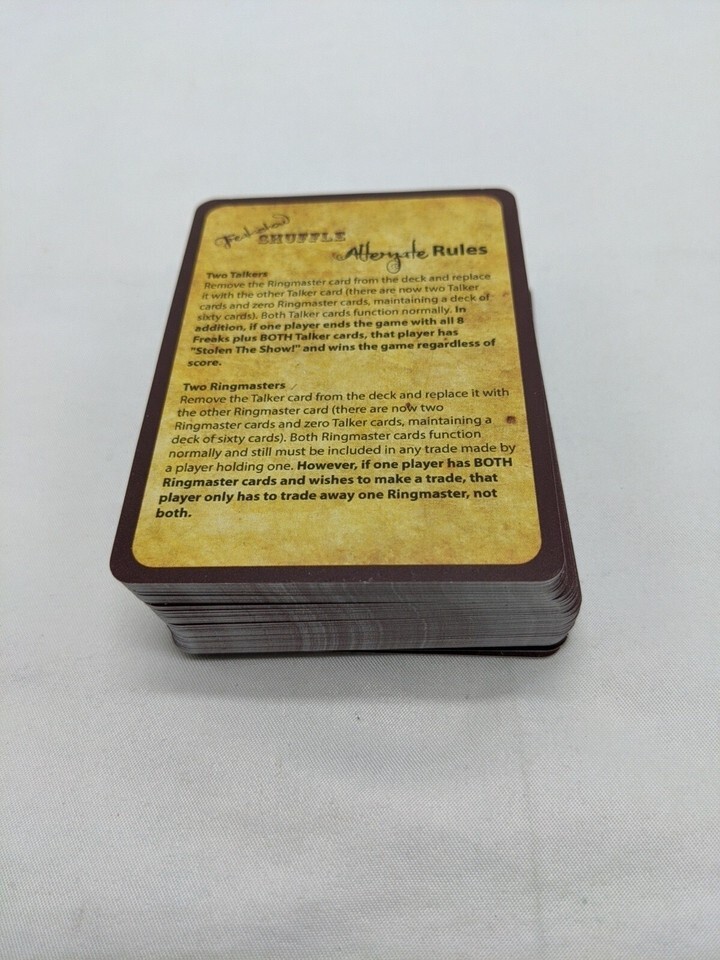 SHUFFLE
Alternate Rules
Two Talkers
Remove the Ringmaster card from the deck and replace
it with the other Talker card (there are now two Talker
cards and zero Ringmaster cards, maintaining a deck of
sixty cards). Both Talker cards function normally. In
addition, if one player ends the game with all 8
Freaks plus BOTH Talker cards, that player has
"Stolen The Show!" and wins the game regardless of
score.
Two Ringmasters
Remove the Talker card from the deck and replace it with
the other Ringmaster card (there are now two
Ringmaster cards and zero Talker cards, maintaining a
deck of sixty cards). Both Ringmaster cards function
normally and still must be included in any trade made by
a player holding one. However, if one player has BOTH
Ringmaster cards and wishes to make a trade, that
player only has to trade away one Ringmaster, not
both.